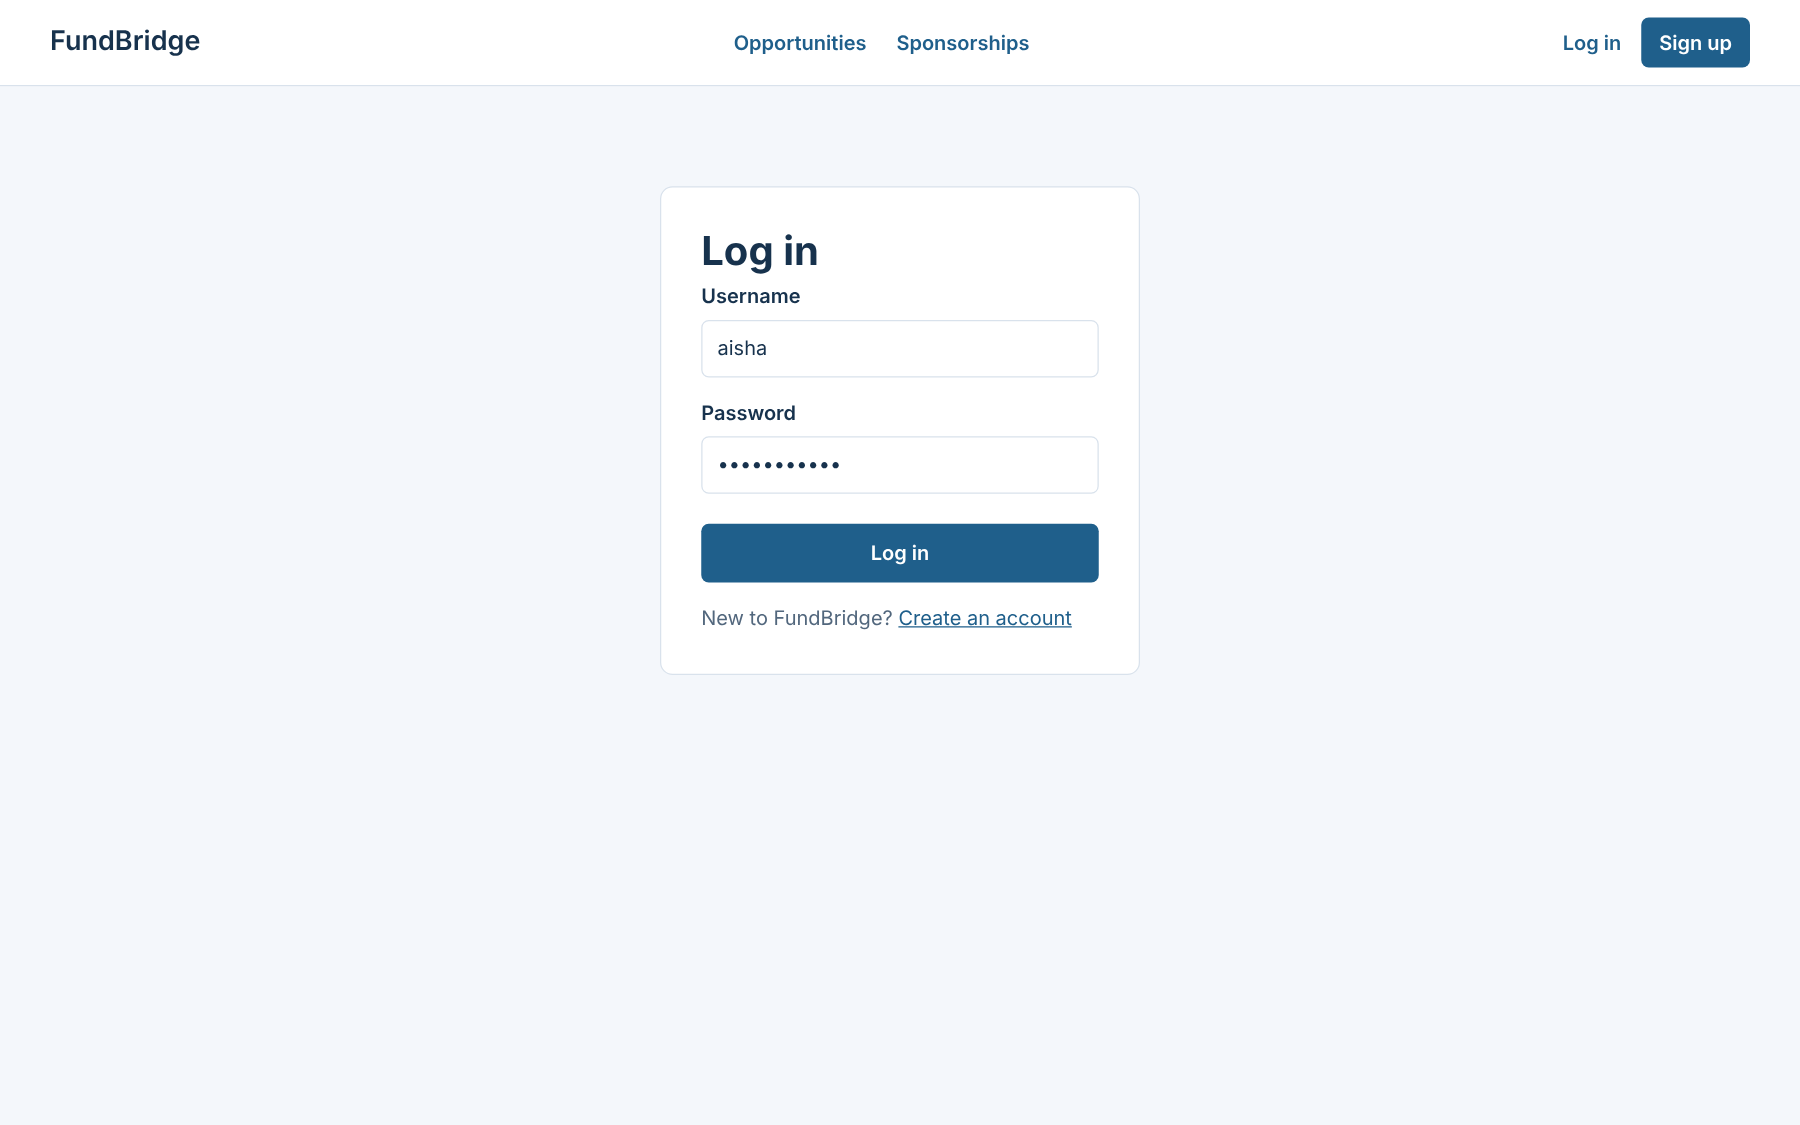 FundBridge
Opportunities Sponsorships
Log in Sign up
Log in
Username
aisha
Password
•••••••••••
Log in
New to FundBridge? Create an account